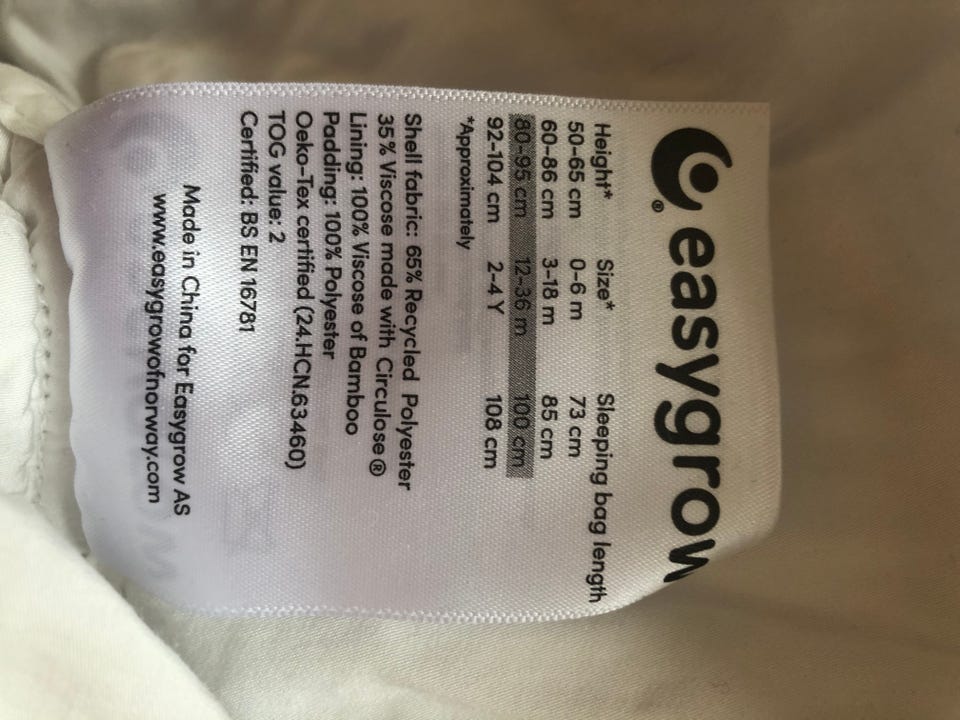 easygrow
®
Height* Size* Sleeping bag length
50-65 cm 0-6 m 73 cm
60-86 cm 3-18 m 85 cm
80-95 cm 12-36 m 100 cm
92-104 cm 2-4 Y 108 cm
*Approximately
Shell fabric: 65% Recycled Polyester
35% Viscose made with Circulose®
Lining: 100% Viscose of Bamboo
Padding: 100% Polyester
Oeko-Tex certified (24.HCN.63460)
TOG value: 2
Certified: BS EN 16781
Made in China for Easygrow AS
www.easygrowofnorway.com